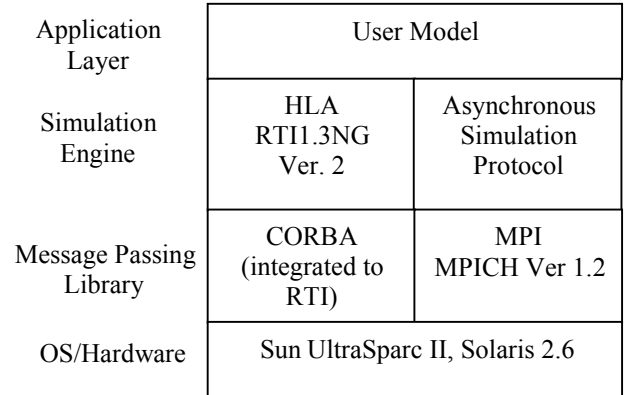 Application
Layer
User Model
Simulation
Engine
HLA
RTI1.3NG
Ver. 2
Asynchronous
Simulation
Protocol
Message Passing
Library
CORBA
(integrated to
RTI)
MPI
MPICH Ver 1.2
OS/Hardware
Sun UltraSparc II, Solaris 2.6